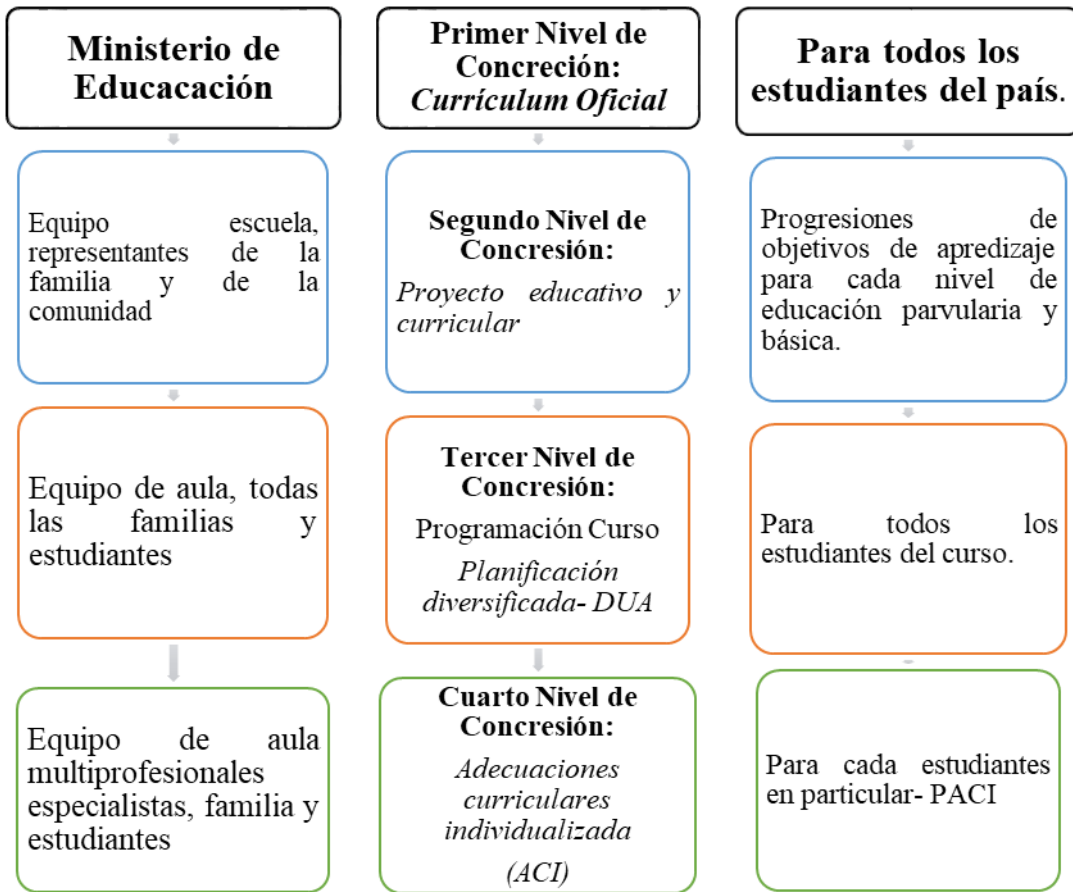 Ministerio de
Educacación
Primer Nivel de
Concreción:
Currículum Oficial
Para todos los
estudiantes del país.
Equipo escuela,
representantes de la
familia y de la
comunidad
Segundo Nivel de
Concresión:
Proyecto educativo y
curricular
Progresiones de
objetivos de apredizaje
para cada nivel de
educación parvularia y
básica.
Equipo de aula, todas
las familias y
estudiantes
Tercer Nivel de
Concresión:
Programación Curso
Planificación
diversificada- DUA
Para todos los
estudiantes del curso.
Equipo de aula
multiprofesionales
especialistas, familia y
estudiantes
Cuarto Nivel de
Concresión:
Adecuaciones
curriculares
individualizada
(ACI)
Para cada estudiantes
en particular- PACI